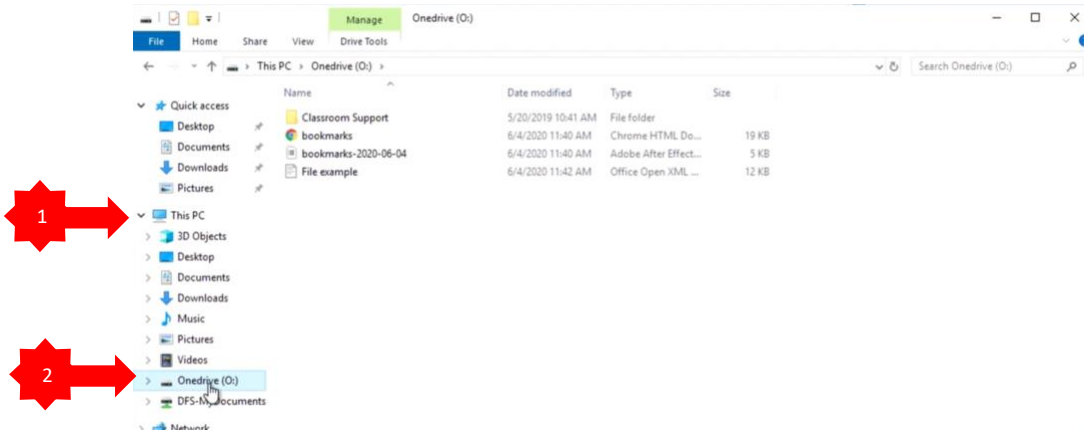 Manage Onedrive (O:)
File Home Share View Drive Tools
This PC > Onedrive (O:) > Search Onedrive (O:)
Name Date modified Type Size
Quick access
Desktop
Documents
Downloads
Pictures
Classroom Support 5/20/2019 10:41 AM File folder
bookmarks 6/4/2020 11:40 AM Chrome HTML Do... 19 KB
bookmarks-2020-06-04 6/4/2020 11:40 AM Adobe After Effect... 5 KB
File example 6/4/2020 11:42 AM Office Open XML ... 12 KB
1
This PC
3D Objects
Desktop
Documents
Downloads
Music
Pictures
Videos
2
Onedrive (O:)
DFS-MyDocuments
Network